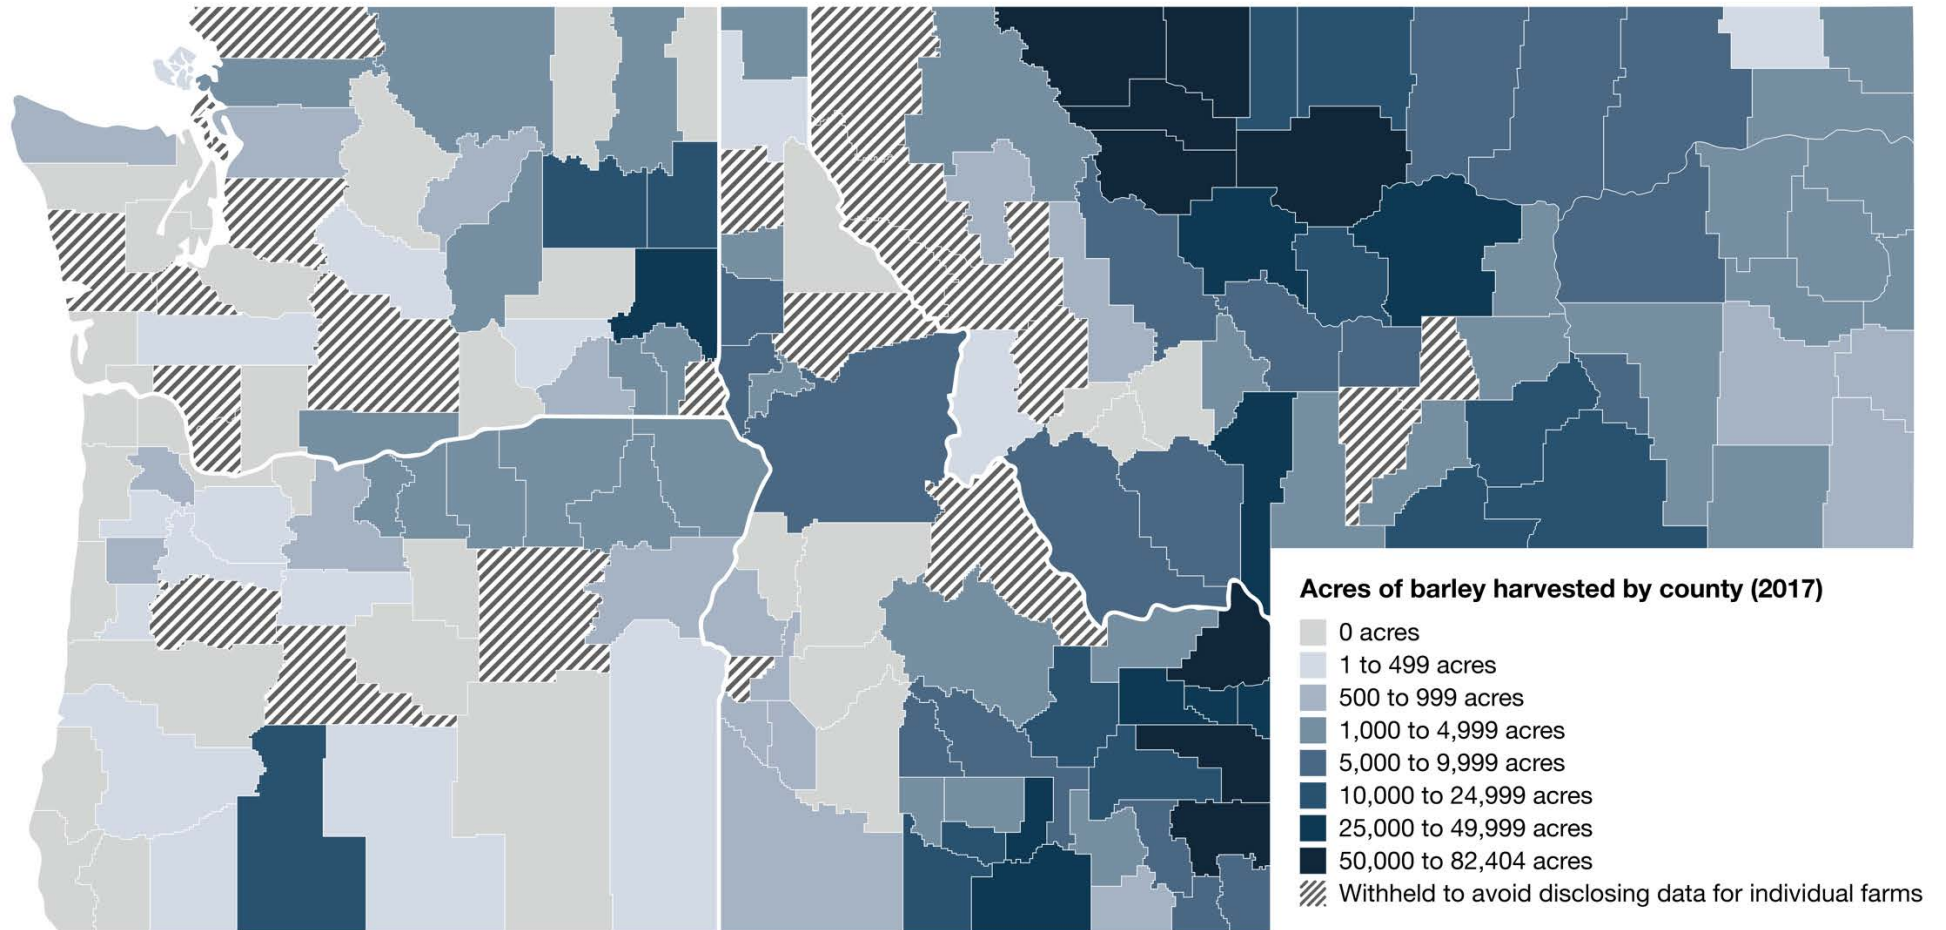 Acres of barley harvested by county (2017)
0 acres
1 to 499 acres
500 to 999 acres
1,000 to 4,999 acres
5,000 to 9,999 acres
10,000 to 24,999 acres
25,000 to 49,999 acres
50,000 to 82,404 acres
Withheld to avoid disclosing data for individual farms